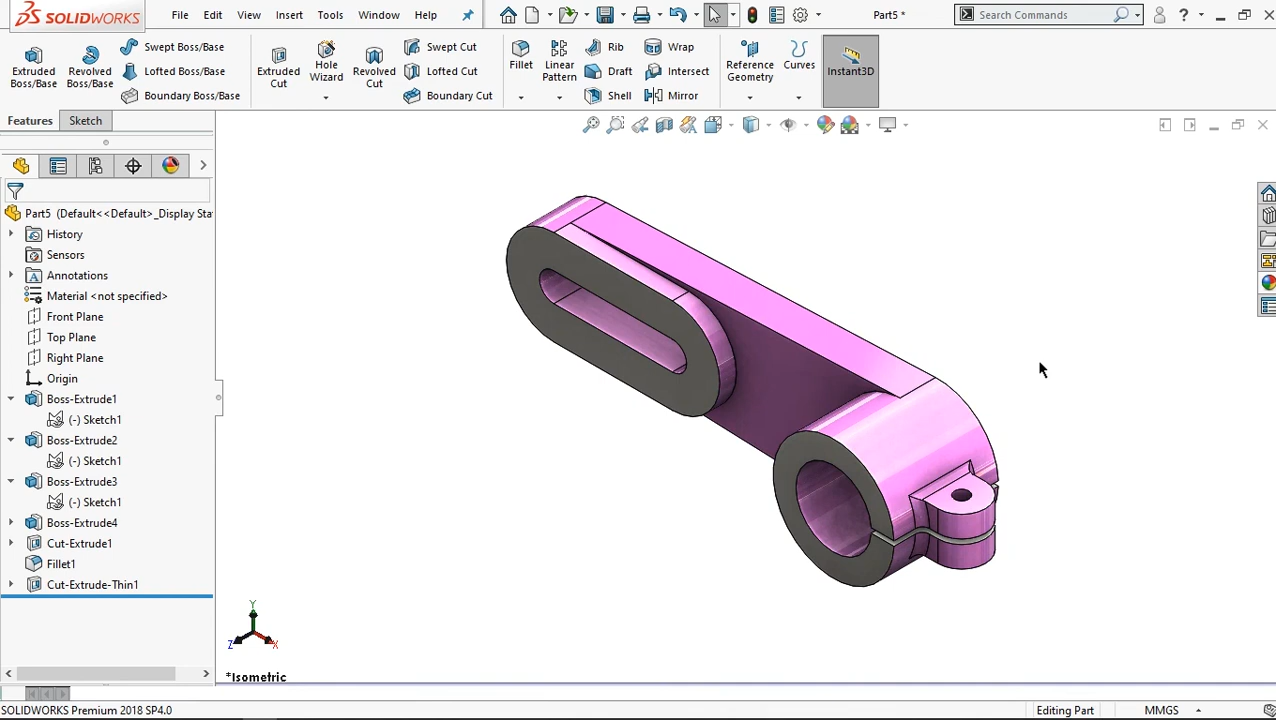 SOLIDWORKS File Edit View Insert Tools Window Help Part5 * Search Commands ?
Extruded Boss/Base Revolved Boss/Base Swept Boss/Base Lofted Boss/Base Boundary Boss/Base Extruded Cut Hole Wizard Revolved Cut Swept Cut Lofted Cut Boundary Cut Fillet Linear Pattern Rib Draft Shell Wrap Intersect Mirror Reference Geometry Curves Instant3D
Features Sketch
Part5 (Default<<Default>_Display Sta
History
Sensors
Annotations
Material <not specified>
Front Plane
Top Plane
Right Plane
Origin
Boss-Extrude1
(-) Sketch1
Boss-Extrude2
(-) Sketch1
Boss-Extrude3
(-) Sketch1
Boss-Extrude4
Cut-Extrude1
Fillet1
Cut-Extrude-Thin1
Y
Z X
*Isometric
SOLIDWORKS Premium 2018 SP4.0 Editing Part MMGS